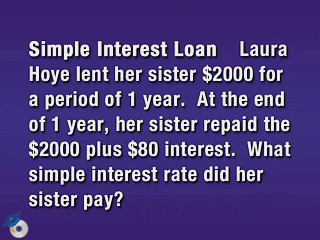 Simple Interest Loan Laura
Hoye lent her sister $2000 for
a period of 1 year. At the end
of 1 year, her sister repaid the
$2000 plus $80 interest. What
simple interest rate did her
sister pay?